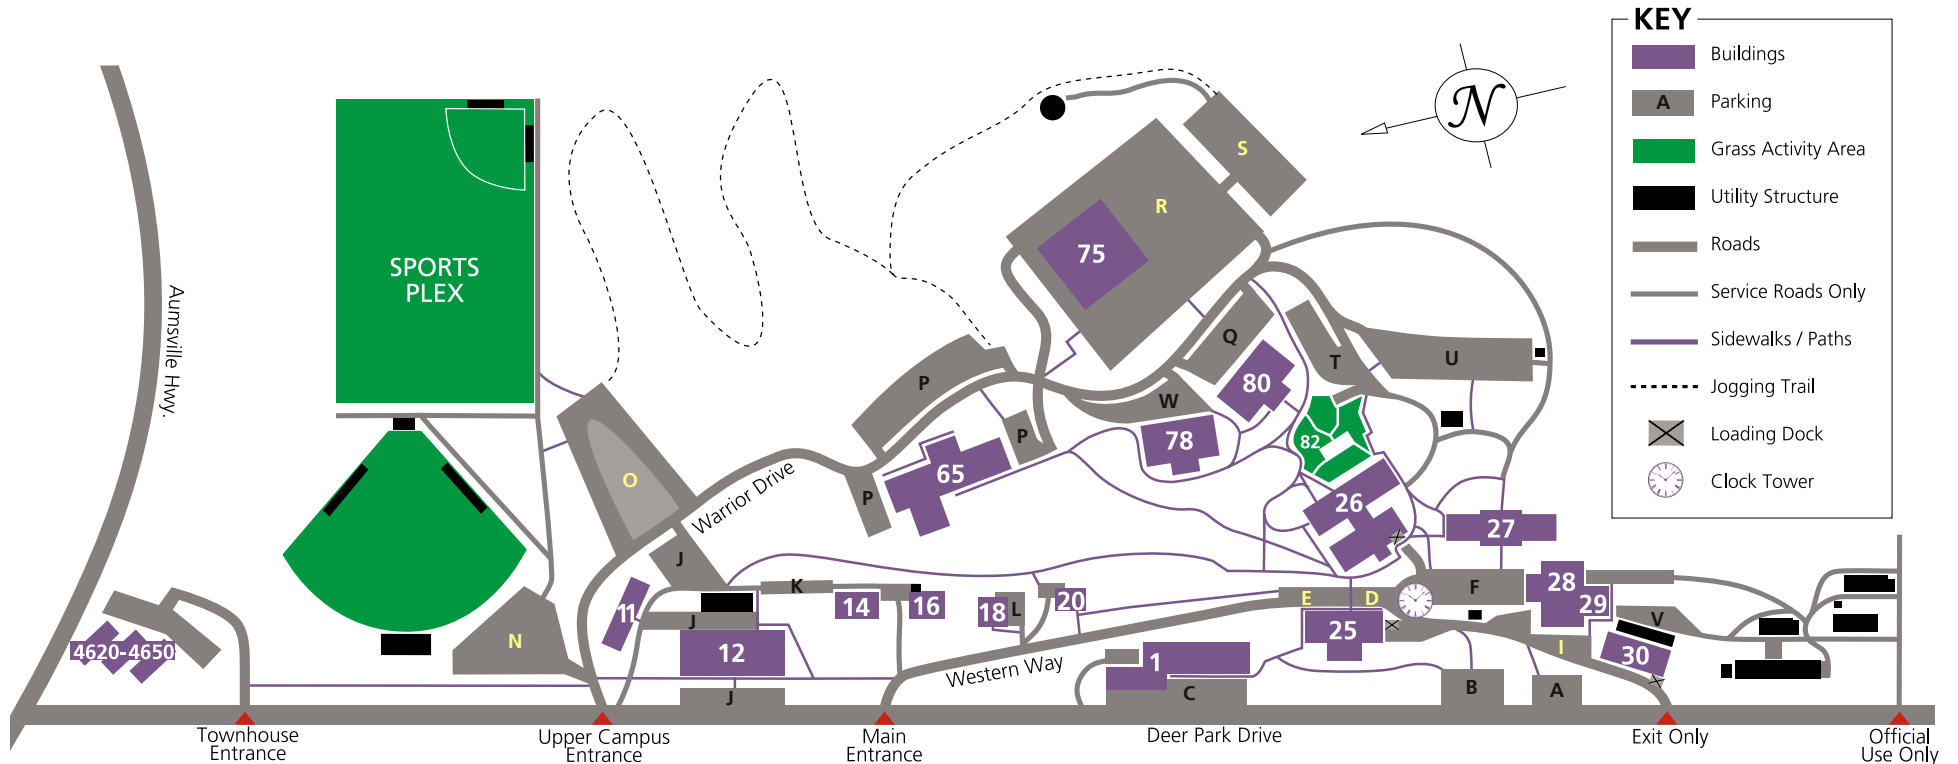 KEY
Buildings
A Parking
Grass Activity Area
Utility Structure
Roads
Service Roads Only
Sidewalks / Paths
Jogging Trail
Loading Dock
Clock Tower
N
S
R
75
SPORTS
PLEX
Aumsville Hwy.
Q
T
U
P
80
W
P
82
78
65
O
P
Warrior Drive
26
27
J
K
F
28
E
D
29
11
14
16
18
L
20
J
25
V
N
12
I
30
4620-4650
1
Western Way
C
B
A
J
Townhouse
Entrance
Upper Campus
Entrance
Main
Entrance
Deer Park Drive
Exit Only
Official
Use Only